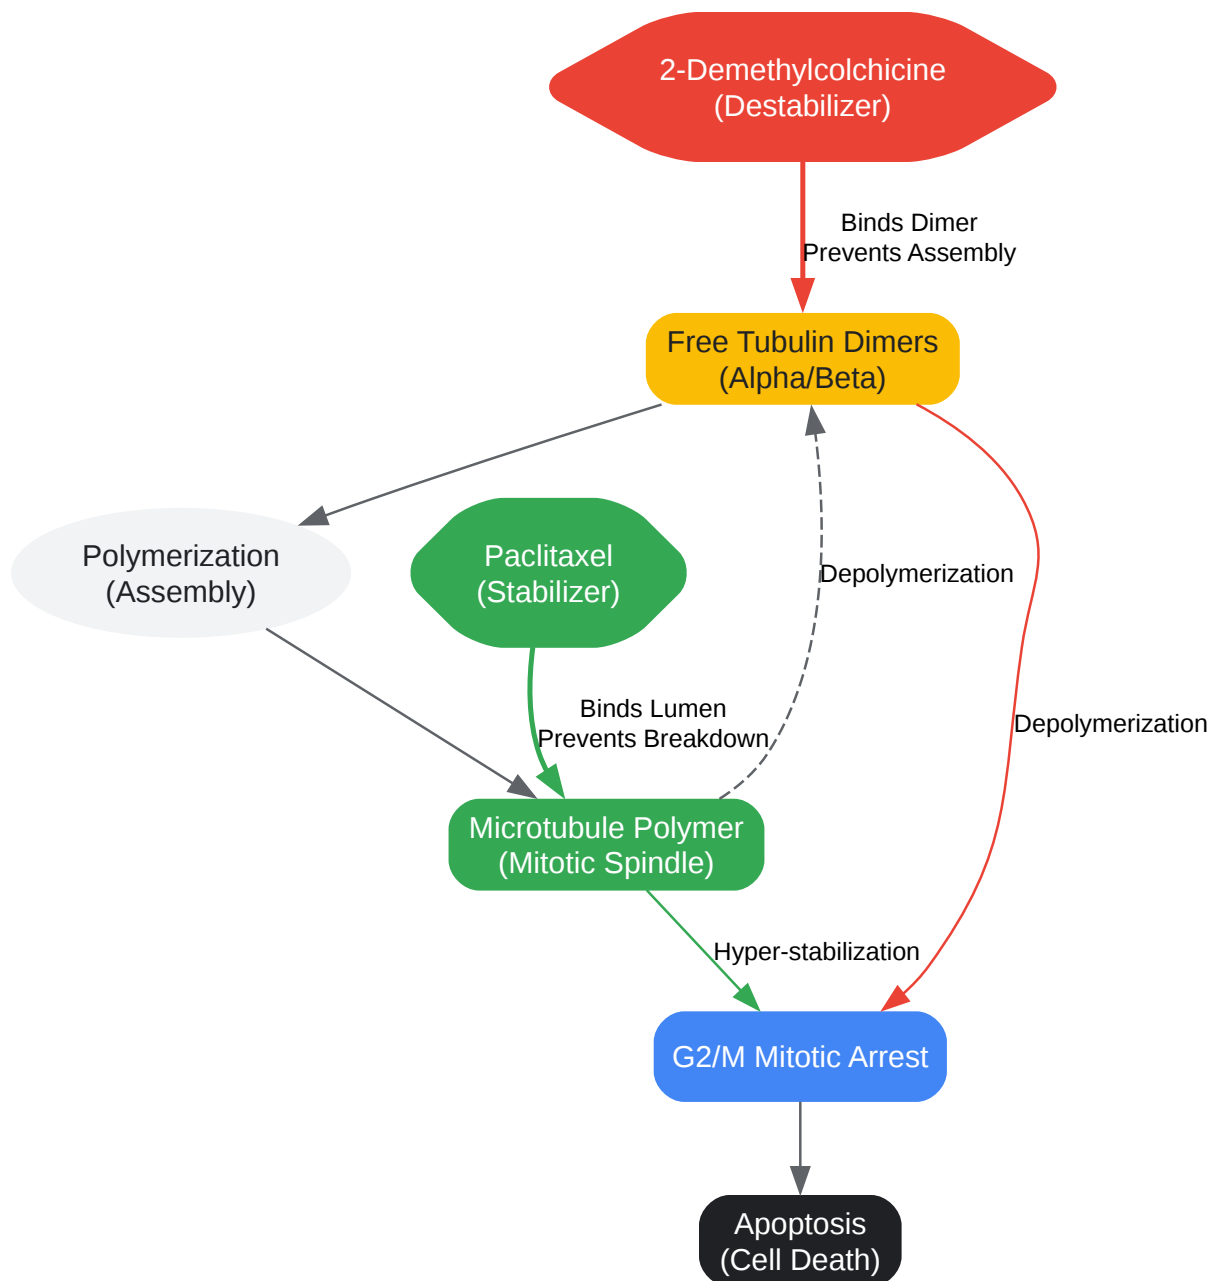 2-Demethylcolchicine
(Destabilizer)
Binds Dimer
Prevents Assembly
Free Tubulin Dimers
(Alpha/Beta)
Polymerization
(Assembly)
Paclitaxel
(Stabilizer)
Depolymerization
Binds Lumen
Prevents Breakdown
Depolymerization
Microtubule Polymer
(Mitotic Spindle)
Hyper-stabilization
G2/M Mitotic Arrest
Apoptosis
(Cell Death)